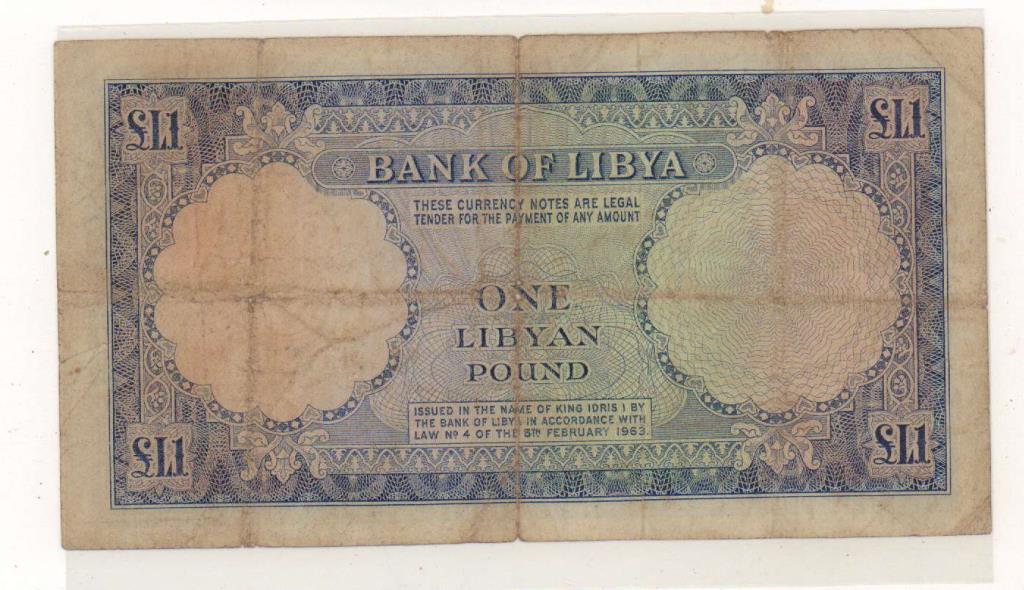 £L1
£L1
BANK OF LIBYA
THESE CURRENCY NOTES ARE LEGAL
TENDER FOR THE PAYMENT OF ANY AMOUNT
ONE
LIBYAN
POUND
ISSUED IN THE NAME OF KING IDRIS I BY
THE BANK OF LIBYA IN ACCORDANCE WITH
LAW Nº 4 OF THE 5TH FEBRUARY 1963.
£L1
£L1